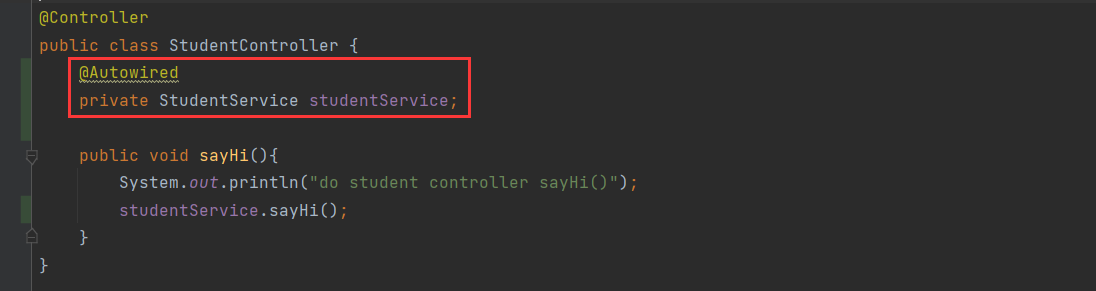 @Controller
public class StudentController {
@Autowired
private StudentService studentService;
public void sayHi(){
System.out.println("do student controller sayHi()");
studentService.sayHi();
}
}